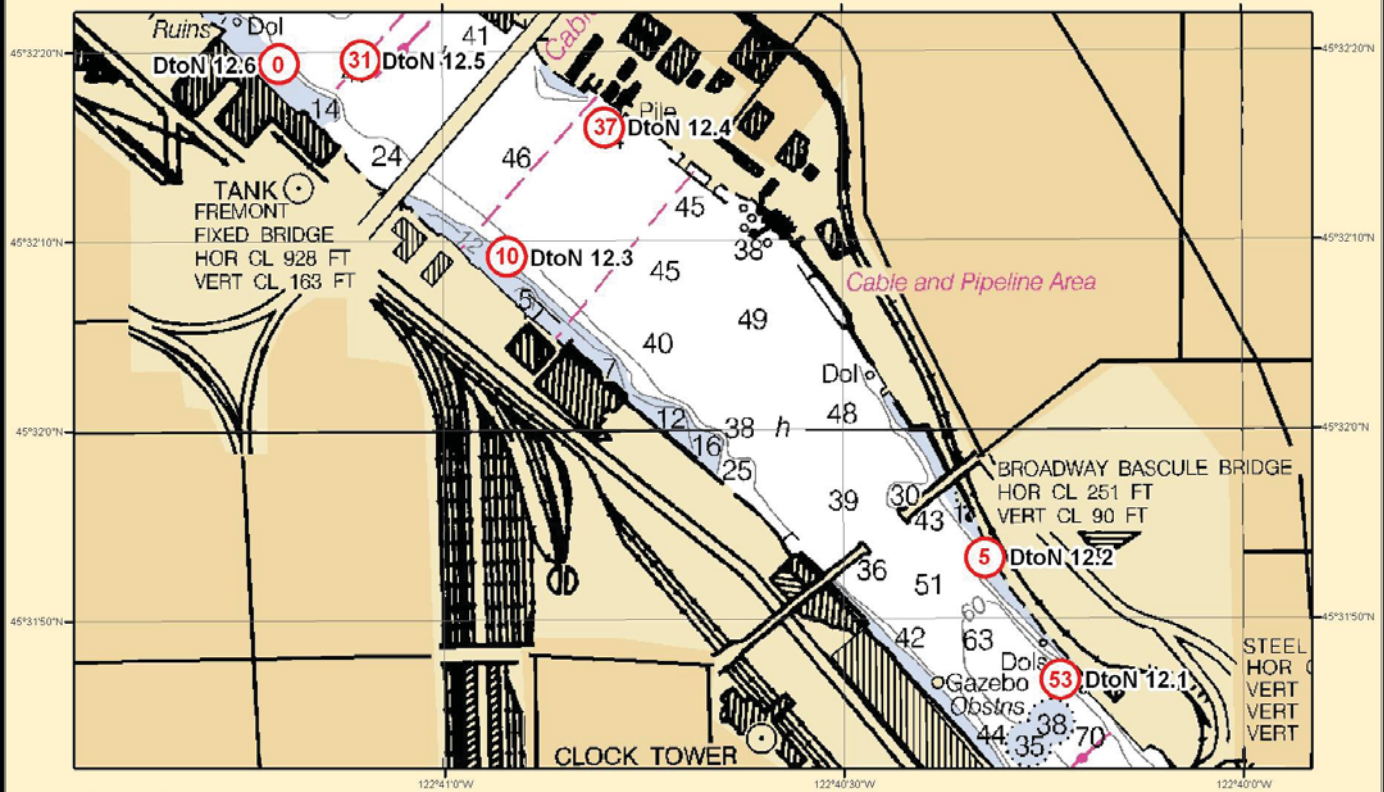 Ruins
Dol
41
Cable
45°32'20"N
45°32'20"N
DtoN 12.6
0
31
DtoN 12.5
14
Pile
37
DtoN 12.4
24
46
TANK
FREMONT
FIXED BRIDGE
HOR CL 928 FT
VERT CL 163 FT
45
45°32'10"N
45°32'10"N
12
38
10
DtoN 12.3
45
Cable and Pipeline Area
5
49
40
7
Dol
12
48
45°32'0"N
38
h
45°32'0"N
16
25
BROADWAY BASCULE BRIDGE
HOR CL 251 FT
VERT CL 90 FT
30
39
43
5
DtoN 12.2
36
51
60
45°31'50"N
45°31'50"N
42
63
STEEL
HOR
VERT
VERT
VERT
Dols
53
DtoN 12.1
Gazebo
Obstns
38
44
35
70
CLOCK TOWER
122°41'0"W
122°40'30"W
122°40'0"W